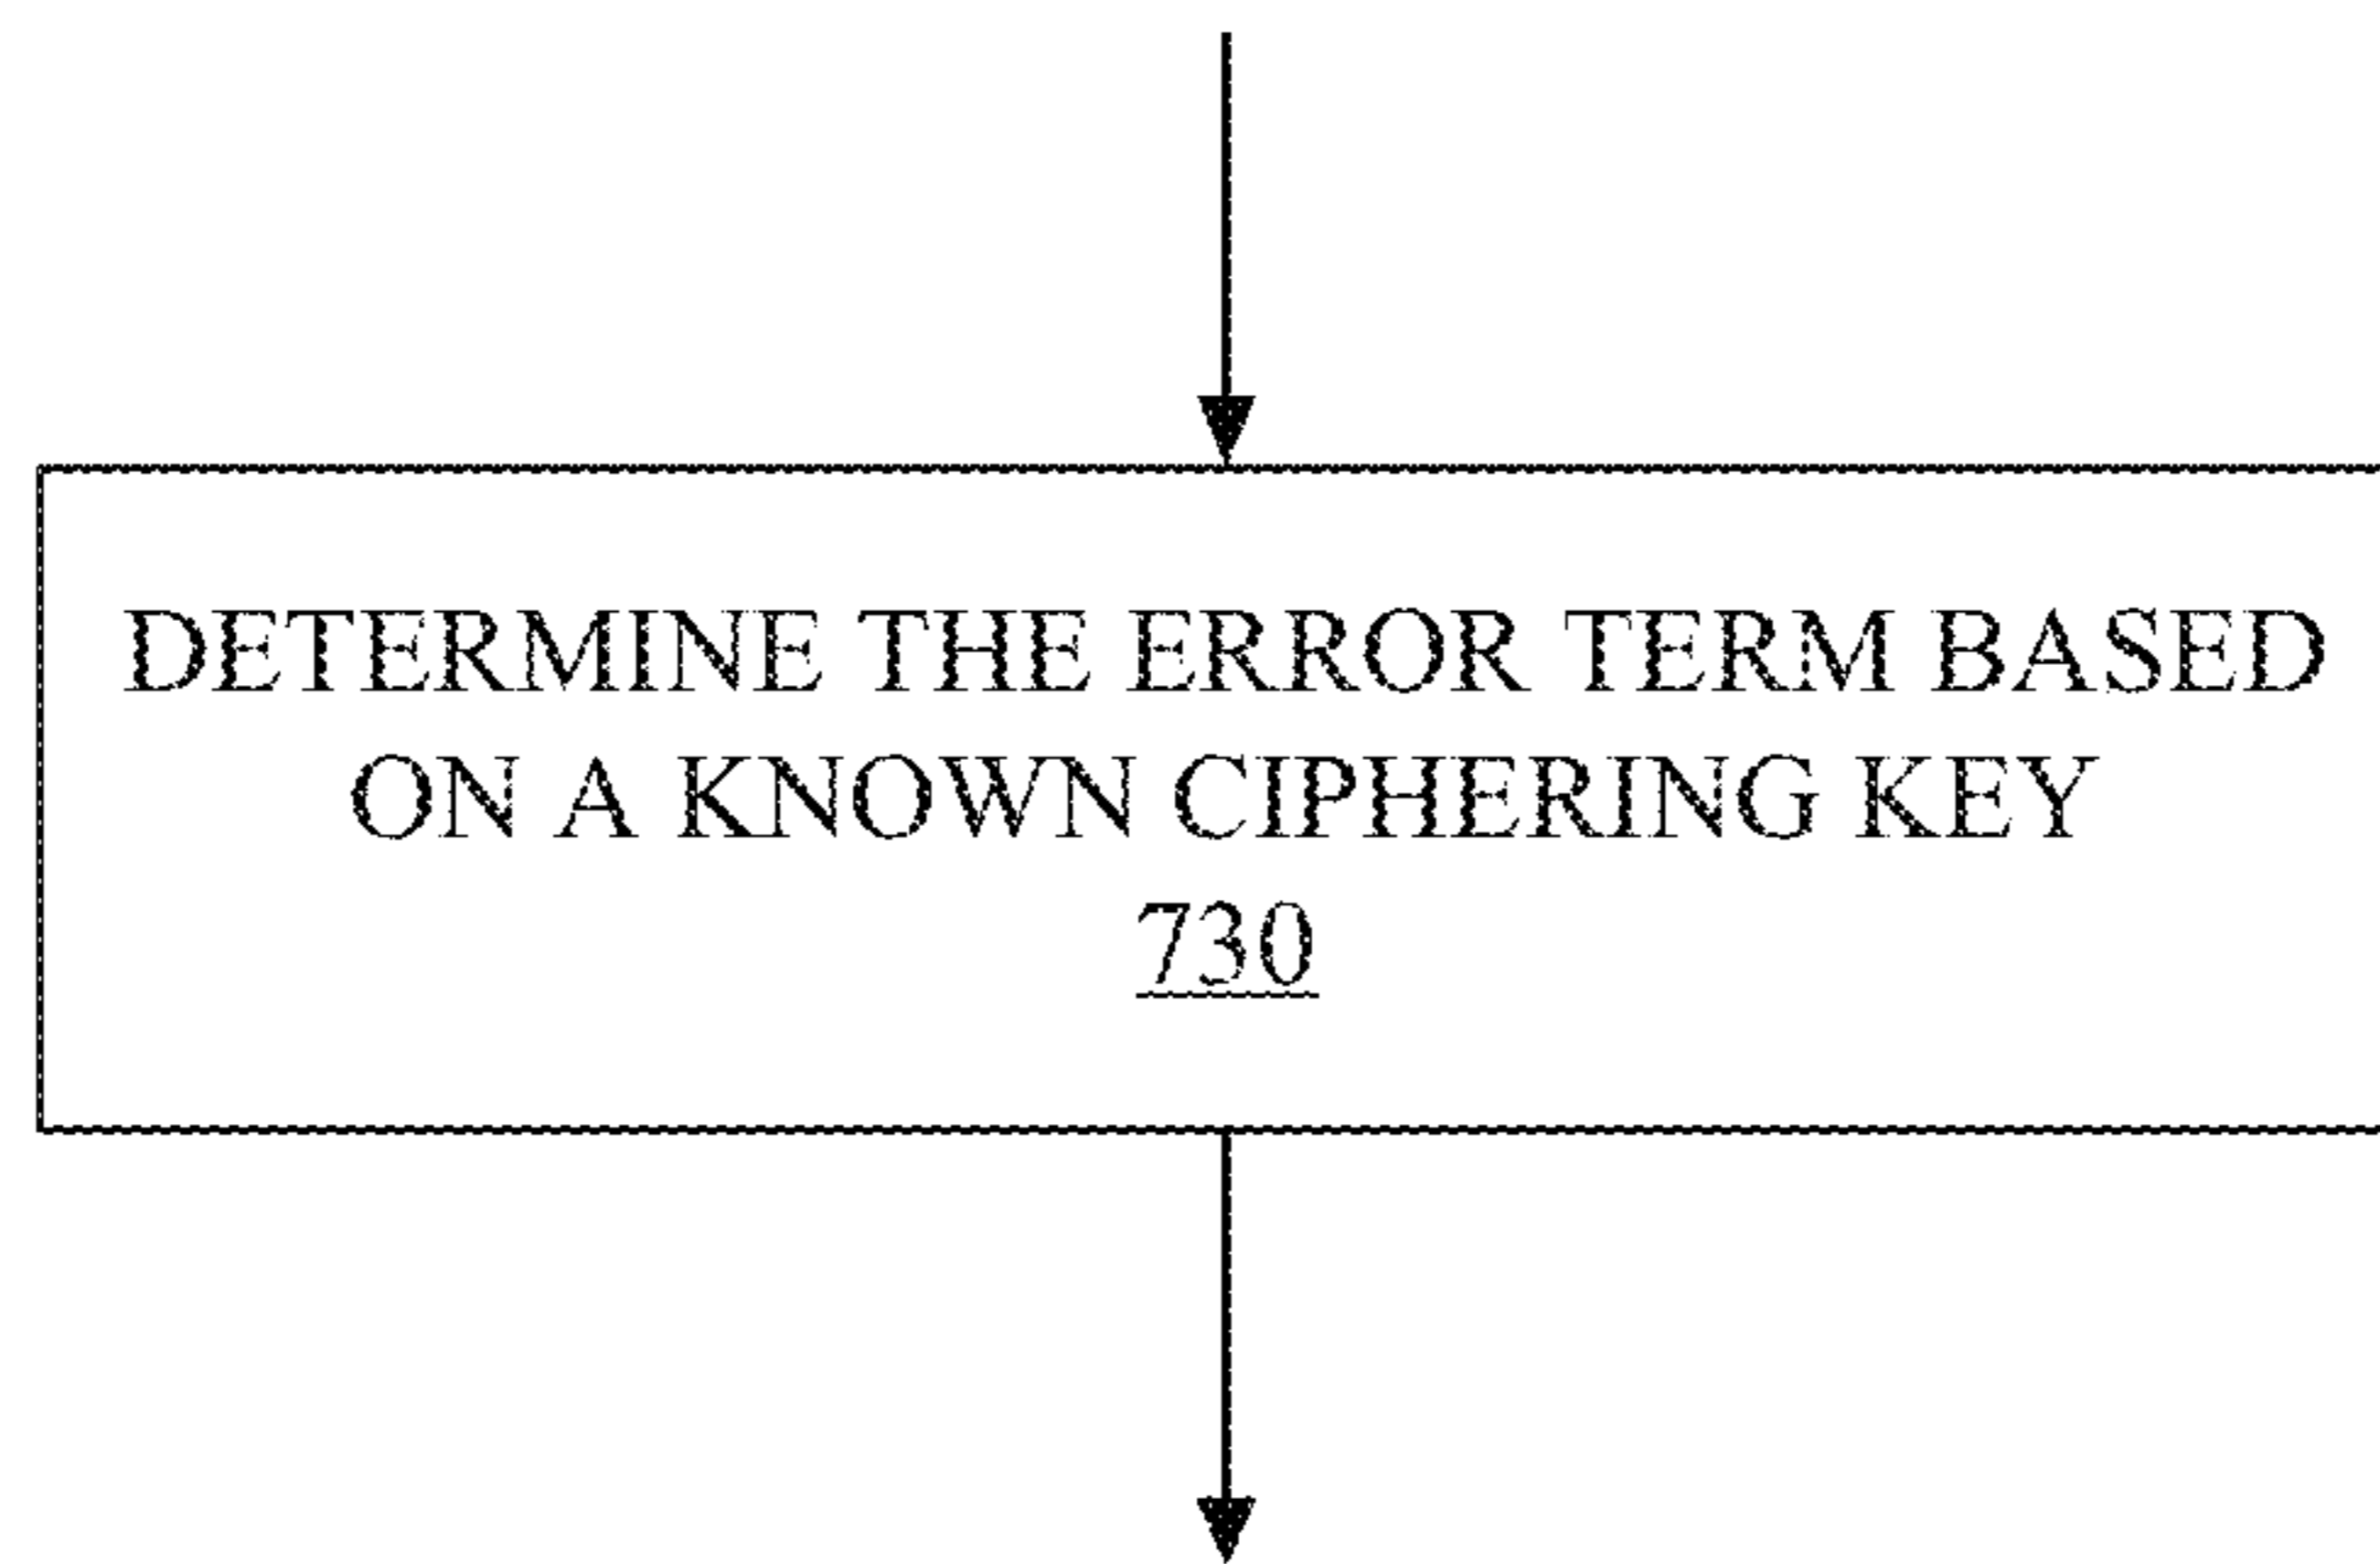 DETERMINE THE ERROR TERM BASED
ON A KNOWN CIPHERING KEY
730